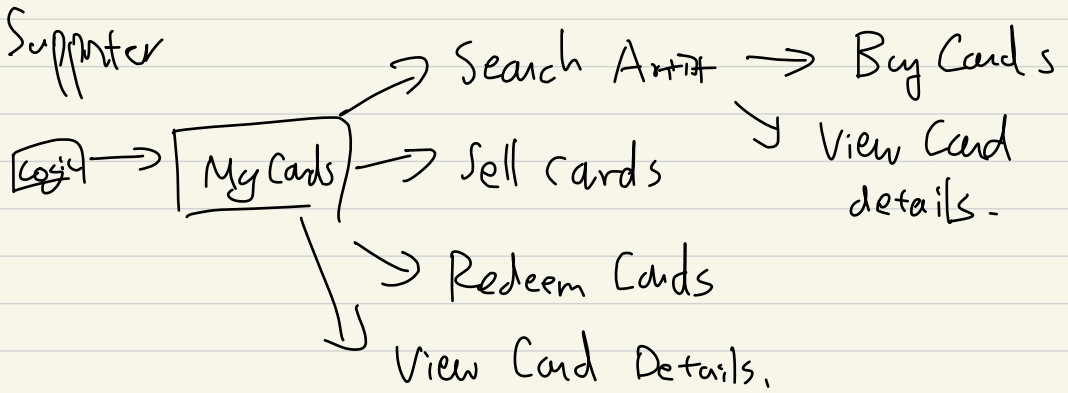 Supporter
Search Artist
Buy Cards
View Card
details.
Login
My Cards
Sell cards
Redeem Cards
View Card Details.